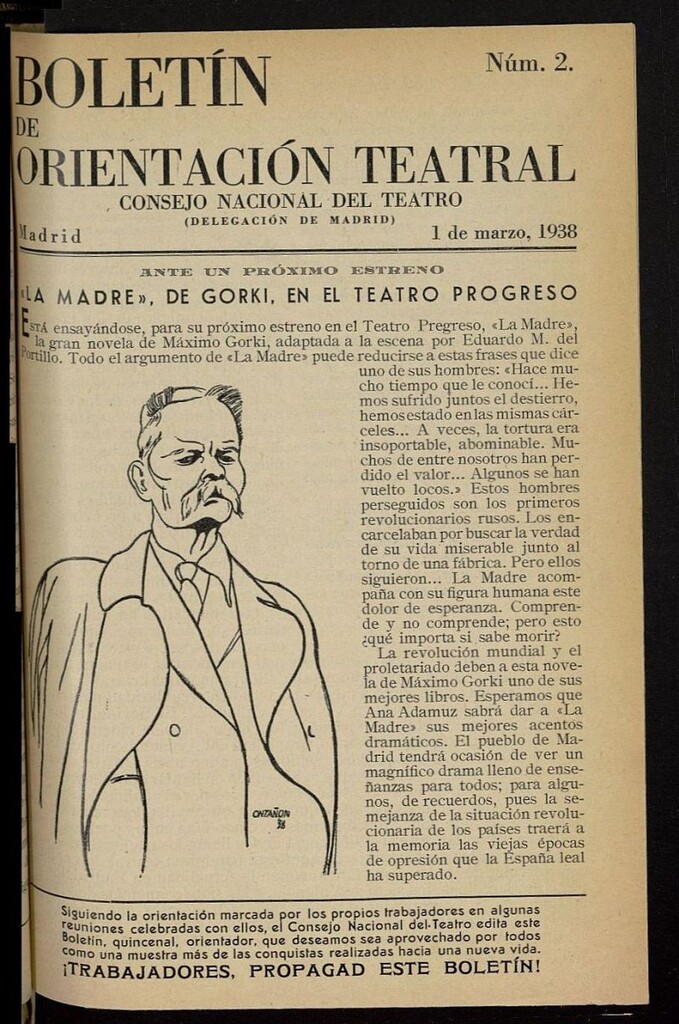 BOLETÍN
Núm. 2.
DE
ORIENTACIÓN TEATRAL
CONSEJO NACIONAL DEL TEATRO
(DELEGACIÓN DE MADRID)
Madrid
1 de marzo, 1938
ANTE UN PRÓXIMO ESTRENO
«LA MADRE», DE GORKI, EN EL TEATRO PROGRESO
ESTÁ ensayándose, para su próximo estreno en el Teatro Pregreso, «La Madre»,
la gran novela de Máximo Gorki, adaptada a la escena por Eduardo M. del
Portillo. Todo el argumento de «La Madre» puede reducirse a estas frases que dice
uno de sus hombres: «Hace mu-
cho tiempo que le conocí... He-
mos sufrido juntos el destierro,
hemos estado en las mismas cár-
celes... A veces, la tortura era
insoportable, abominable. Mu-
chos de entre nosotros han per-
dido el valor... Algunos se han
vuelto locos.» Estos hombres
perseguidos son los primeros
revolucionarios rusos. Los en-
carcelaban por buscar la verdad
de su vida miserable junto al
torno de una fábrica. Pero ellos
siguieron... La Madre acom-
paña con su figura humana este
dolor de esperanza. Compren-
de y no comprende; pero esto
¿qué importa si sabe morir?
La revolución mundial y el
proletariado deben a esta nove-
la de Máximo Gorki uno de sus
mejores libros. Esperamos que
Ana Adamuz sabrá dar a «La
Madre» sus mejores acentos
dramáticos. El pueblo de Ma-
drid tendrá ocasión de ver un
magnífico drama lleno de ense-
ñanzas para todos; para algu-
nos, de recuerdos, pues la se-
mejanza de la situación revolu-
cionaria de los países traerá a
la memoria las viejas épocas
de opresión que la España leal
ha superado.
ONTAÑON
38
Siguiendo la orientación marcada por los propios trabajadores en algunas
reuniones celebradas con ellos, el Consejo Nacional del Teatro edita este
Boletín, quincenal, orientador, que deseamos sea aprovechado por todos
como una muestra más de las conquistas realizadas hacia una nueva vida.
¡TRABAJADORES, PROPAGAD ESTE BOLETÍN!